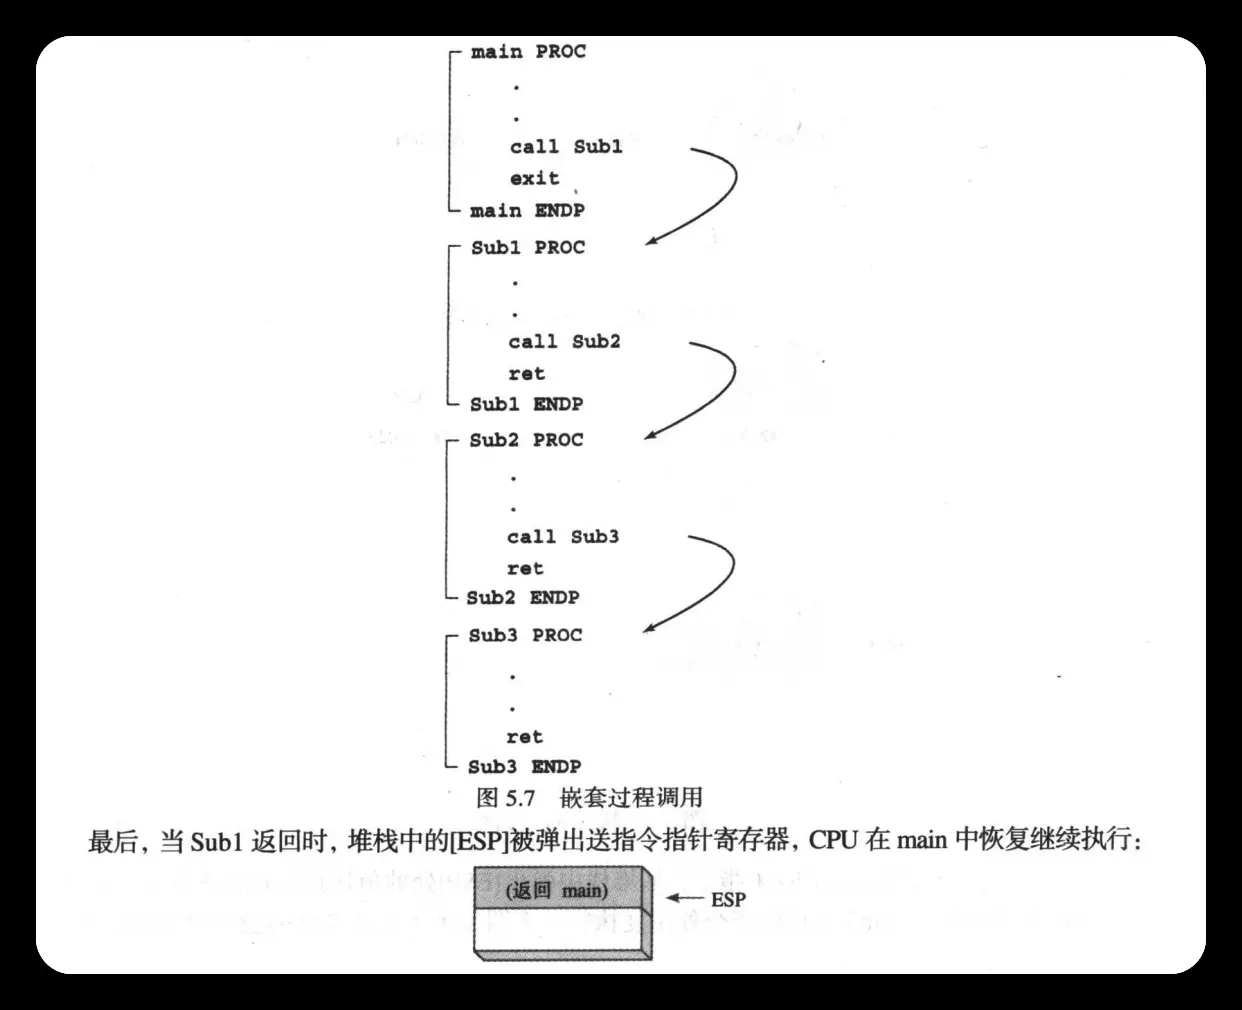 main PROC
.
.
call Sub1
exit
main ENDP
Sub1 PROC
.
.
call Sub2
ret
Sub1 ENDP
Sub2 PROC
.
.
call Sub3
ret
Sub2 ENDP
Sub3 PROC
.
.
ret
Sub3 ENDP
图 5.7 嵌套过程调用
最后，当 Sub1 返回时，堆栈中的[ESP]被弹出送指令指针寄存器，CPU 在 main 中恢复继续执行：
(返回 main)
ESP